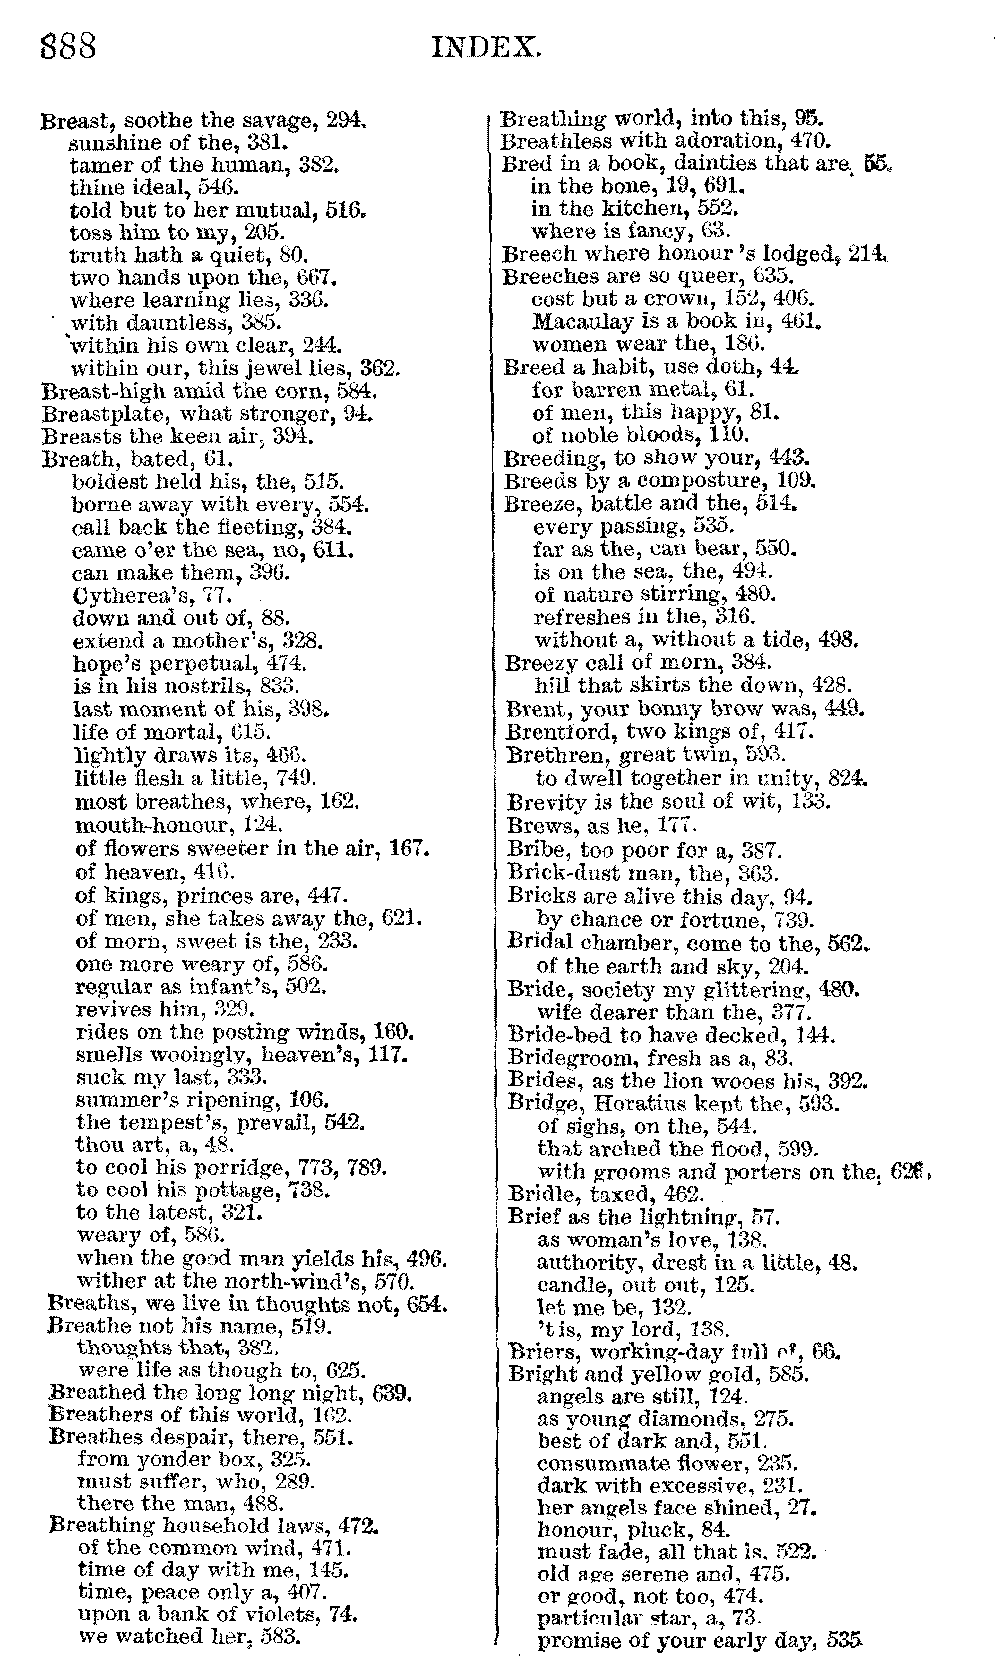 888
INDEX.
Breast, soothe the savage, 294.
sunshine of the, 381.
tamer of the human, 382.
thine ideal, 546.
told but to her mutual, 516.
toss him to my, 205.
truth hath a quiet, 80.
two hands upon the, 667.
where learning lies, 336.
with dauntless, 385.
within his own clear, 244.
within our, this jewel lies, 362.
Breast-high amid the corn, 584.
Breastplate, what stronger, 94.
Breasts the keen air, 394.
Breath, bated, 61.
boldest held his, the, 515.
borne away with every, 554.
call back the fleeting, 384.
came o'er the sea, no, 611.
can make them, 396.
Cytherea's, 77.
down and out of, 88.
extend a mother's, 328.
hope's perpetual, 474.
is in his nostrils, 833.
last moment of his, 398.
life of mortal, 615.
lightly draws its, 466.
little flesh a little, 749.
most breathes, where, 162.
mouth-honour, 124.
of flowers sweeter in the air, 167.
of heaven, 416.
of kings, princes are, 447.
of men, she takes away the, 621.
of morn, sweet is the, 233.
one more weary of, 586.
regular as infant's, 502.
revives him, 329.
rides on the posting winds, 160.
smells wooingly, heaven's, 117.
suck my last, 333.
summer's ripening, 106.
the tempest's, prevail, 542.
thou art, a, 48.
to cool his porridge, 773, 789.
to cool his pottage, 738.
to the latest, 321.
weary of, 586.
when the good man yields his, 496.
wither at the north-wind's, 570.
Breaths, we live in thoughts not, 654.
Breathe not his name, 519.
thoughts that, 382.
were life as though to, 625.
Breathed the long long night, 639.
Breathers of this world, 162.
Breathes despair, there, 551.
from yonder box, 325.
must suffer, who, 289.
there the man, 488.
Breathing household laws, 472.
of the common wind, 471.
time of day with me, 145.
time, peace only a, 407.
upon a bank of violets, 74.
we watched her, 583.
Breathing world, into this, 95.
Breathless with adoration, 470.
Bred in a book, dainties that are, 55.
in the bone, 19, 691.
in the kitchen, 552.
where is fancy, 63.
Breech where honour 's lodged, 214.
Breeches are so queer, 635.
cost but a crown, 152, 406.
Macaulay is a book in, 461.
women wear the, 186.
Breed a habit, use doth, 44.
for barren metal, 61.
of men, this happy, 81.
of noble bloods, 110.
Breeding, to show your, 443.
Breeds by a composture, 109.
Breeze, battle and the, 514.
every passing, 535.
far as the, can bear, 550.
is on the sea, the, 494.
of nature stirring, 480.
refreshes in the, 316.
without a, without a tide, 498.
Breezy call of morn, 384.
hill that skirts the down, 428.
Brent, your bonny brow was, 449.
Brentford, two kings of, 417.
Brethren, great twin, 593.
to dwell together in unity, 824.
Brevity is the soul of wit, 133.
Brews, as he, 177.
Bribe, too poor for a, 387.
Brick-dust man, the, 363.
Bricks are alive this day, 94.
by chance or fortune, 739.
Bridal chamber, come to the, 562.
of the earth and sky, 204.
Bride, society my glittering, 480.
wife dearer than the, 377.
Bride-bed to have decked, 144.
Bridegroom, fresh as a, 83.
Brides, as the lion wooes his, 392.
Bridge, Horatius kept the, 593.
of sighs, on the, 544.
that arched the flood, 599.
with grooms and porters on the,
Bridle, taxed, 462.
Brief as the lightning, 57.
as woman's love, 138.
authority, drest in a little, 48.
candle, out out, 125.
let me be, 132.
'tis, my lord, 138.
Briers, working-day full of, 66.
Bright and yellow gold, 585.
angels are still, 124.
as young diamonds, 275.
best of dark and, 551.
consummate flower, 235.
dark with excessive, 231.
her angels face shined, 27.
honour, pluck, 84.
must fade, all that is, 522.
old age serene and, 475.
or good, not too, 474.
particular star, a, 73.
promise of your early day, 535.